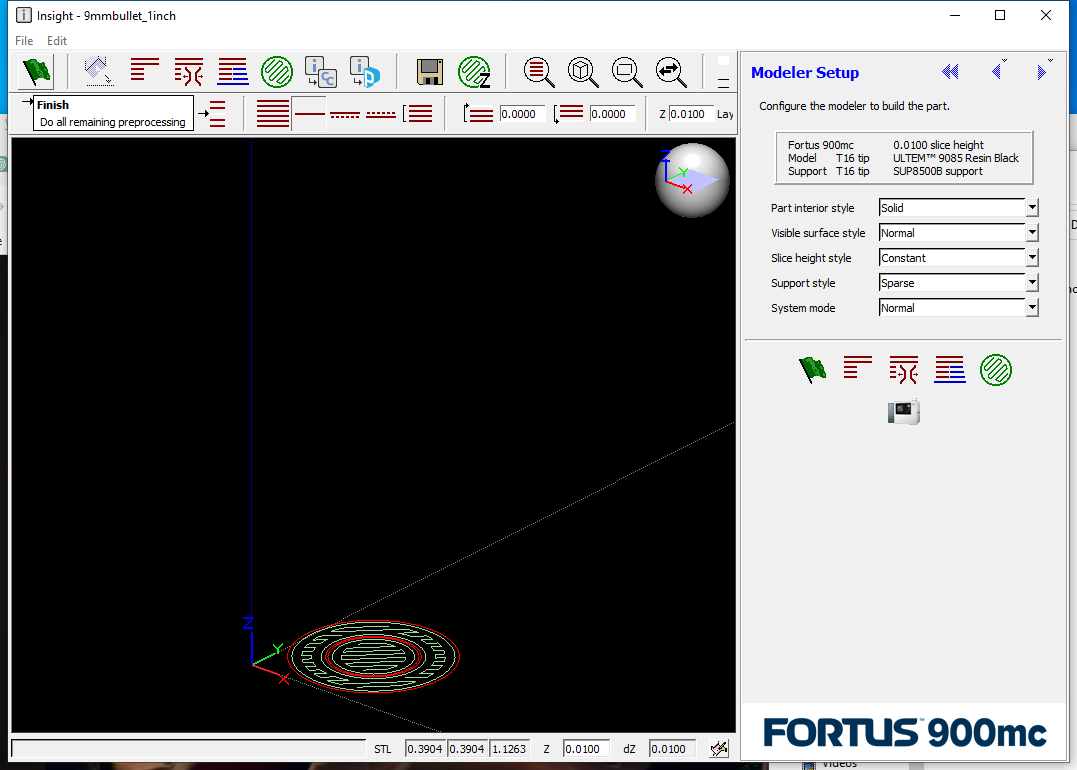 Insight - 9mmbullet_1inch
File Edit
Finish
Do all remaining preprocessing
0.0000
0.0000
Z 0.0100 Lay
Z
Y
X
Z
Y
X
STL 0.3904 0.3904 1.1263 Z 0.0100 dZ 0.0100
Modeler Setup
Configure the modeler to build the part.
Fortus 900mc 0.0100 slice height
Model T16 tip ULTEM™ 9085 Resin Black
Support T16 tip SUP8500B support
Part interior style Solid
Visible surface style Normal
Slice height style Constant
Support style Sparse
System mode Normal
FORTUS™ 900mc
Videos